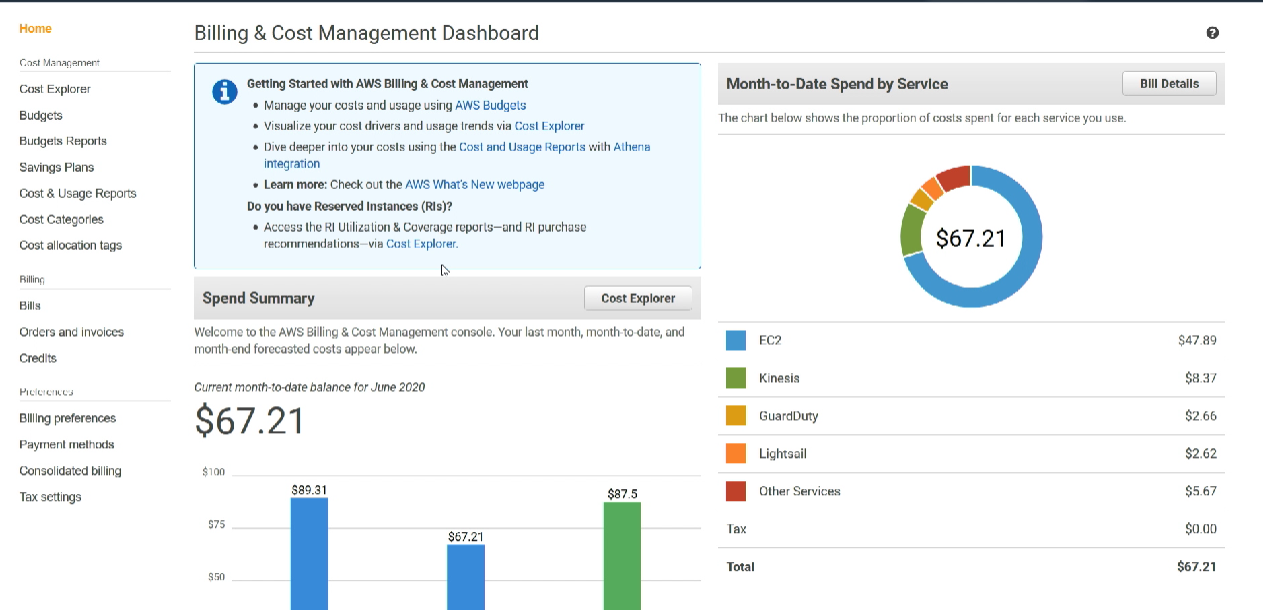 Home
Cost Management
Cost Explorer
Budgets
Budgets Reports
Savings Plans
Cost & Usage Reports
Cost Categories
Cost allocation tags
Billing
Bills
Orders and invoices
Credits
Preferences
Billing preferences
Payment methods
Consolidated billing
Tax settings
Billing & Cost Management Dashboard
Getting Started with AWS Billing & Cost Management
• Manage your costs and usage using AWS Budgets
• Visualize your cost drivers and usage trends via Cost Explorer
• Dive deeper into your costs using the Cost and Usage Reports with Athena
integration
• Learn more: Check out the AWS What's New webpage
Do you have Reserved Instances (RIs)?
• Access the RI Utilization & Coverage reports—and RI purchase
recommendations—via Cost Explorer.
Spend Summary
Cost Explorer
Welcome to the AWS Billing & Cost Management console. Your last month, month-to-date, and
month-end forecasted costs appear below.
Current month-to-date balance for June 2020
$67.21
$100
$75
$50
$89.31
$67.21
$87.5
Month-to-Date Spend by Service
Bill Details
The chart below shows the proportion of costs spent for each service you use.
$67.21
EC2 $47.89
Kinesis $8.37
GuardDuty $2.66
Lightsail $2.62
Other Services $5.67
Tax $0.00
Total $67.21